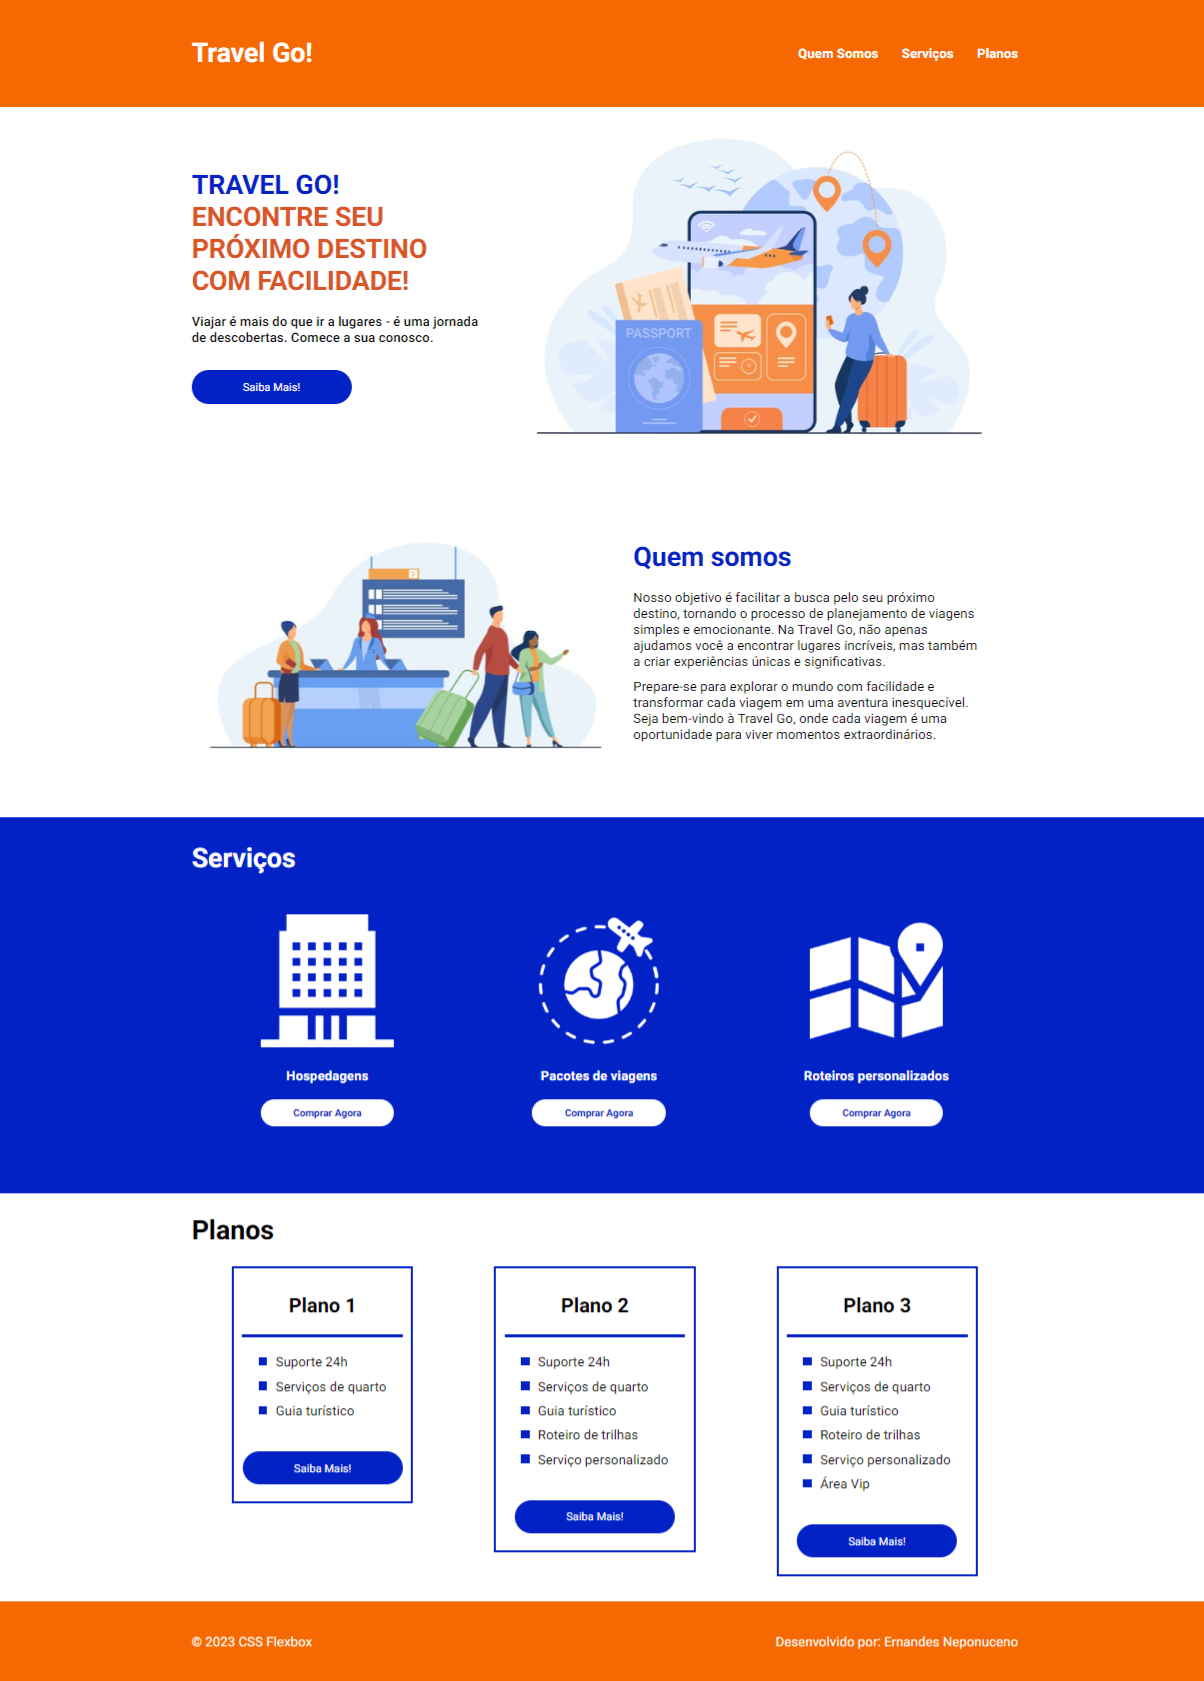 Travel Go!
Quem Somos Serviços Planos
TRAVEL GO!
ENCONTRE SEU
PRÓXIMO DESTINO
COM FACILIDADE!
Viajar é mais do que ir a lugares - é uma jornada
de descobertas. Comece a sua conosco.
Saiba Mais!
PASSPORT
Quem somos
Nosso objetivo é facilitar a busca pelo seu próximo
destino, tornando o processo de planejamento de viagens
simples e emocionante. Na Travel Go, não apenas
ajudamos você a encontrar lugares incríveis, mas também
a criar experiências únicas e significativas.
Prepare-se para explorar o mundo com facilidade e
transformar cada viagem em uma aventura inesquecível.
Seja bem-vindo à Travel Go, onde cada viagem é uma
oportunidade para viver momentos extraordinários.
Serviços
Hospedagens
Comprar Agora
Pacotes de viagens
Comprar Agora
Roteiros personalizados
Comprar Agora
Planos
Plano 1
Suporte 24h
Serviços de quarto
Guia turístico
Saiba Mais!
Plano 2
Suporte 24h
Serviços de quarto
Guia turístico
Roteiro de trilhas
Serviço personalizado
Saiba Mais!
Plano 3
Suporte 24h
Serviços de quarto
Guia turístico
Roteiro de trilhas
Serviço personalizado
Área Vip
Saiba Mais!
© 2023 CSS Flexbox
Desenvolvido por: Ernandes Neponuceno